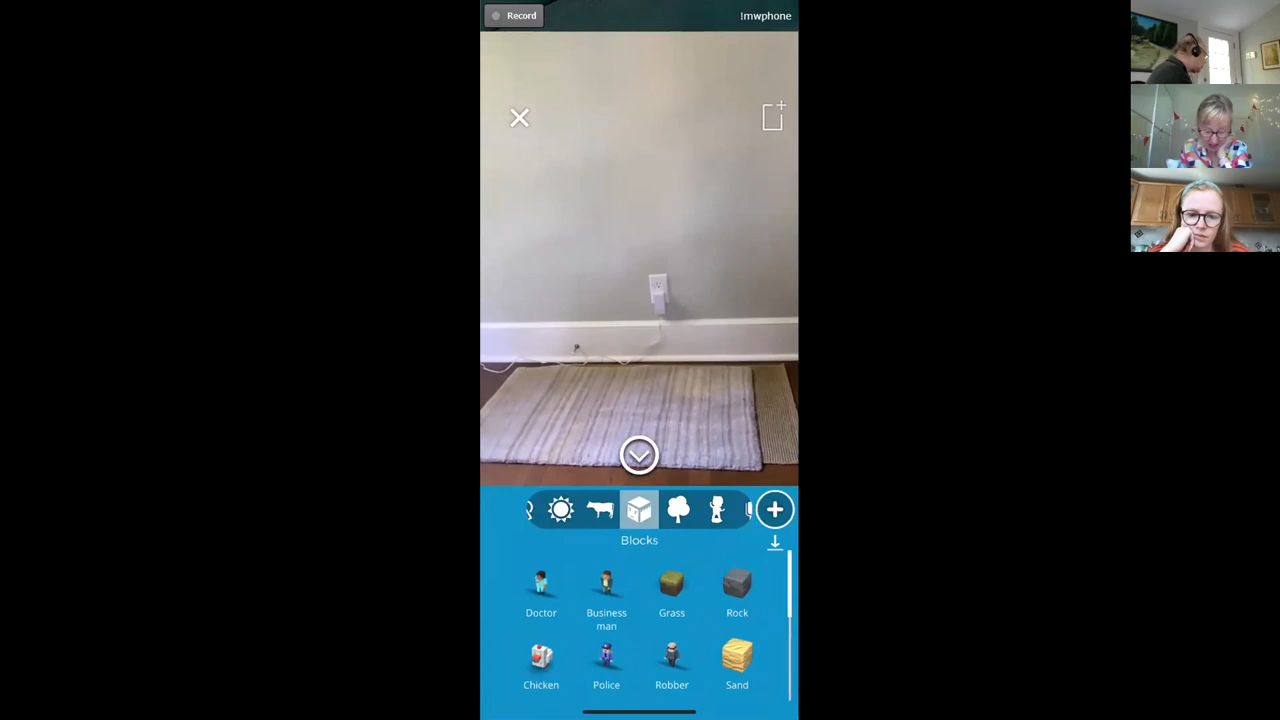 Record
!mwphone
Blocks
Doctor
Business
man
Grass
Rock
Chicken
Police
Robber
Sand